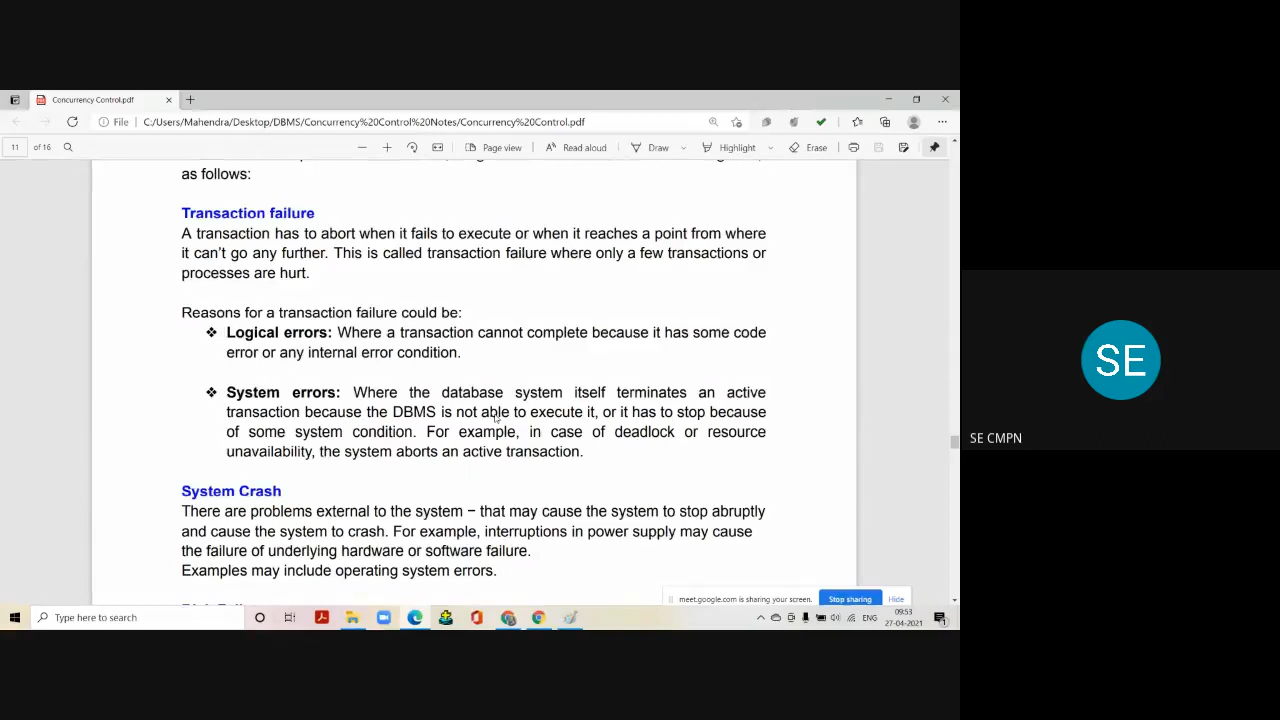 Concurrency Control.pdf
File
C:/Users/Mahendra/Desktop/DBMS/Concurrency%20Control%20Notes/Concurrency%20Control.pdf
11 of 16
Page view
Read aloud
Draw
Highlight
Erase
as follows:
Transaction failure
A transaction has to abort when it fails to execute or when it reaches a point from where
it can't go any further. This is called transaction failure where only a few transactions or
processes are hurt.
Reasons for a transaction failure could be:
❖ Logical errors: Where a transaction cannot complete because it has some code
error or any internal error condition.
❖ System errors: Where the database system itself terminates an active
transaction because the DBMS is not able to execute it, or it has to stop because
of some system condition. For example, in case of deadlock or resource
unavailability, the system aborts an active transaction.
System Crash
There are problems external to the system − that may cause the system to stop abruptly
and cause the system to crash. For example, interruptions in power supply may cause
the failure of underlying hardware or software failure.
Examples may include operating system errors.
meet.google.com is sharing your screen.
Stop sharing
Hide
Type here to search
ENG
09:53
27-04-2021
SE
SE CMPN